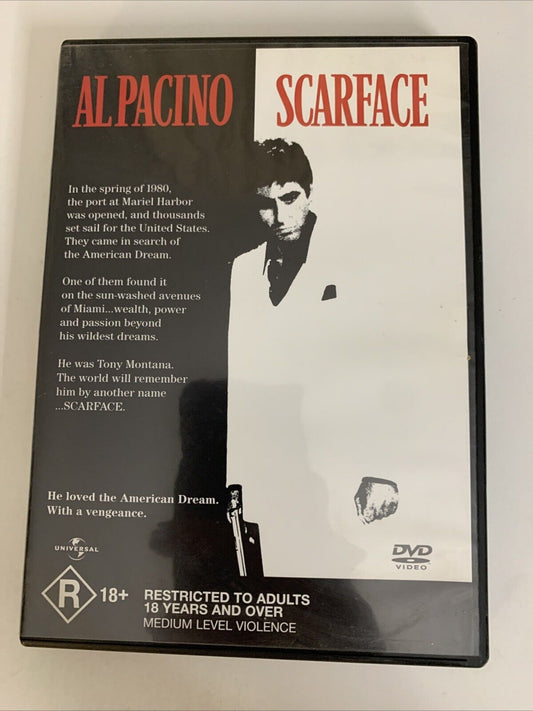 AL PACINO SCARFACE
In the spring of 1980,
the port at Mariel Harbor
was opened, and thousands
set sail for the United States.
They came in search of
the American Dream.
One of them found it
on the sun-washed avenues
of Miami...wealth, power
and passion beyond
his wildest dreams.
He was Tony Montana.
The world will remember
him by another name
...SCARFACE.
He loved the American Dream.
With a vengeance.
UNIVERSAL
DVD
VIDEO
R 18+
RESTRICTED TO ADULTS
18 YEARS AND OVER
MEDIUM LEVEL VIOLENCE